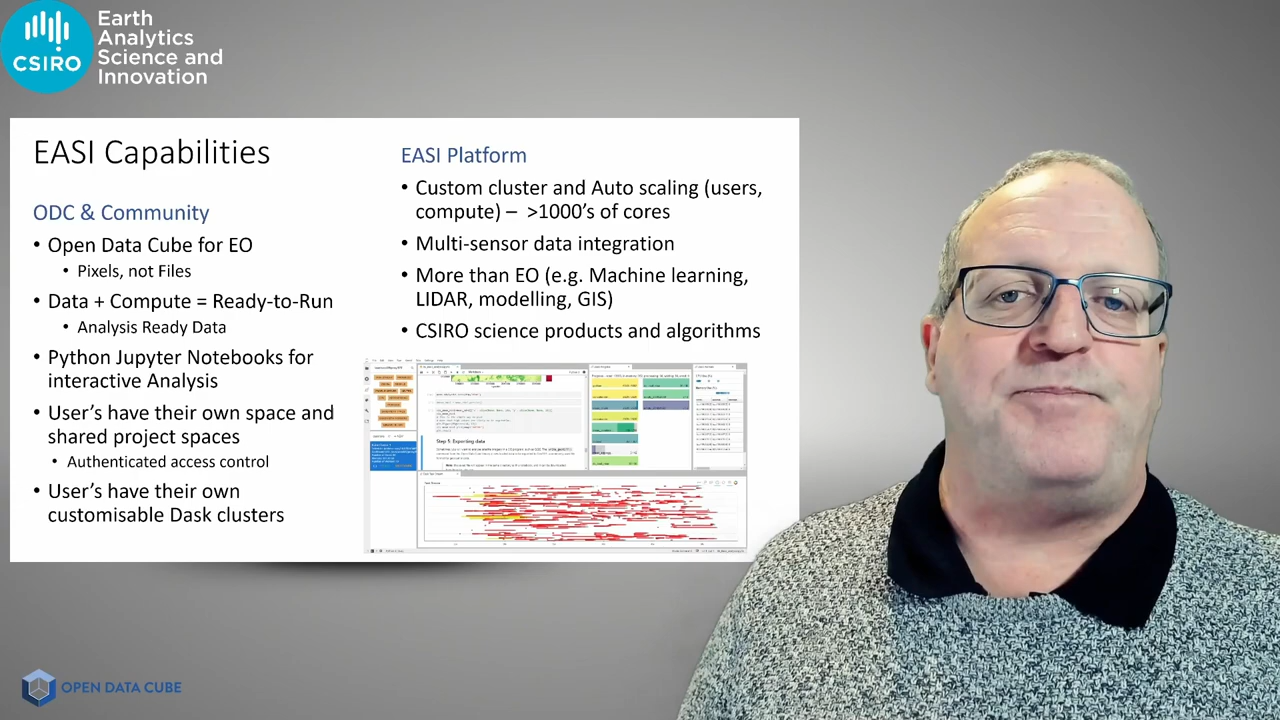 CSIRO
Earth
Analytics
Science and
Innovation
EASI Capabilities
ODC & Community
• Open Data Cube for EO
• Pixels, not Files
• Data + Compute = Ready-to-Run
• Analysis Ready Data
• Python Jupyter Notebooks for
interactive Analysis
• User’s have their own space and
shared project spaces
• Authenticated access control
• User’s have their own
customisable Dask clusters
EASI Platform
• Custom cluster and Auto scaling (users,
compute) – >1000’s of cores
• Multi-sensor data integration
• More than EO (e.g. Machine learning,
LIDAR, modelling, GIS)
• CSIRO science products and algorithms
Step 5: Exporting data
OPEN DATA CUBE